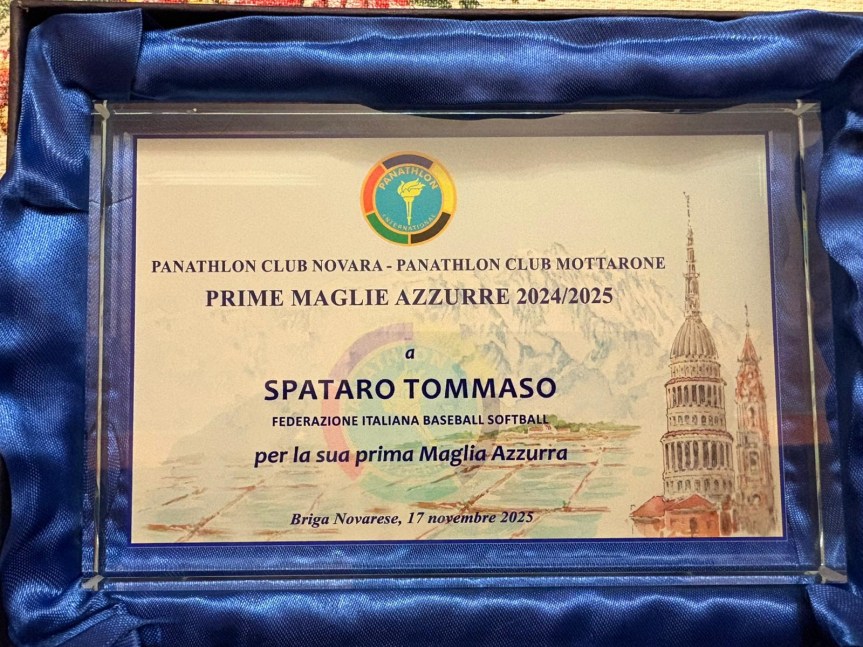 PANATHLON
INTERNATIONAL
PANATHLON CLUB NOVARA - PANATHLON CLUB MOTTARONE
PRIME MAGLIE AZZURRE 2024/2025
a
SPATARO TOMMASO
FEDERAZIONE ITALIANA BASEBALL SOFTBALL
per la sua prima Maglia Azzurra
Briga Novarese, 17 novembre 2025